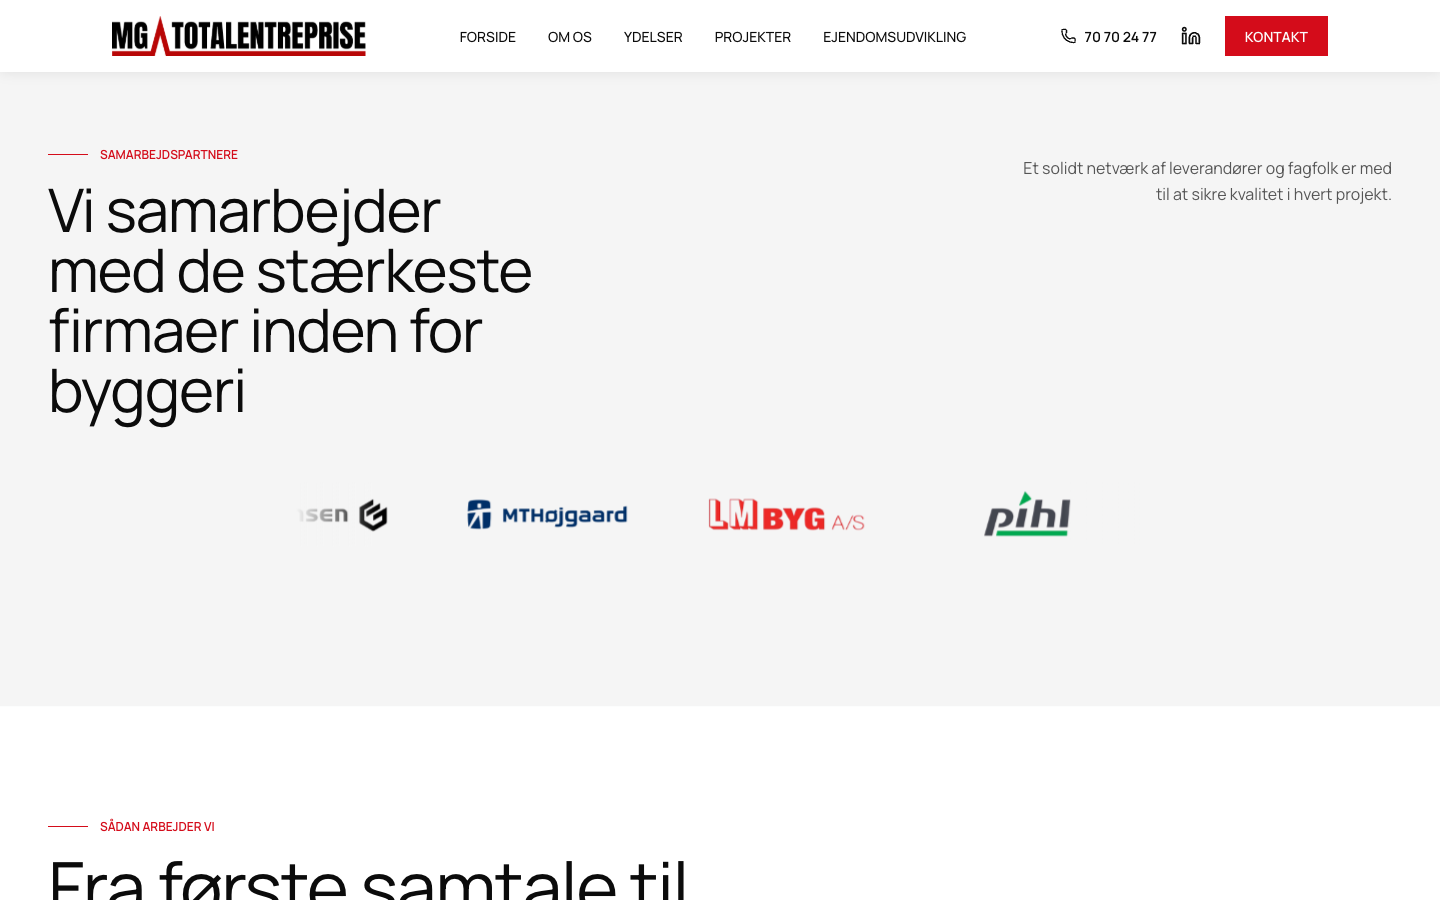 MG TOTALENTREPRISE
FORSIDE
OM OS
YDELSER
PROJEKTER
EJENDOMSUDVIKLING
70 70 24 77
in
KONTAKT
SAMARBEJDSPARTNERE
Vi samarbejder
med de stærkeste
firmaer inden for
byggeri
Et solidt netværk af leverandører og fagfolk er med
til at sikre kvalitet i hvert projekt.
MTHøjgaard
LM BYG A/S
pihl
SÅDAN ARBEJDER VI
Fra første samtale til